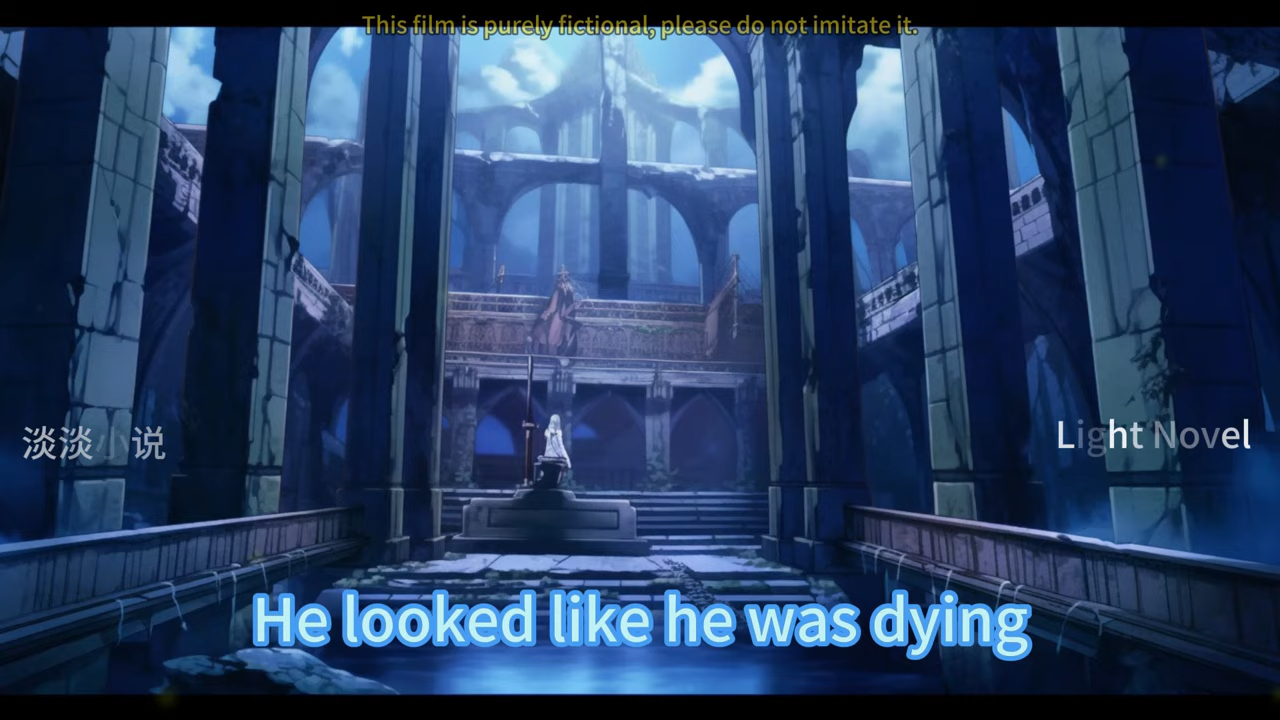 This film is purely fictional, please do not imitate it.
淡淡小说
Light Novel
He looked like he was dying